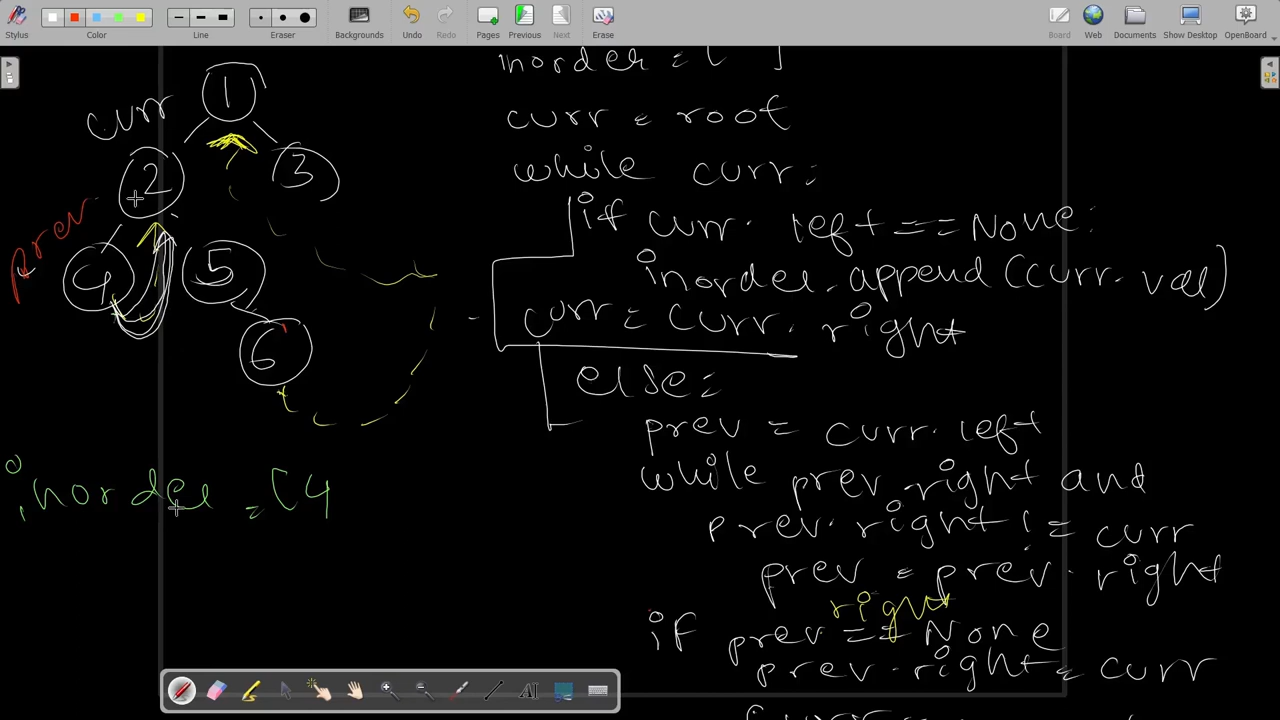 Stylus
Color
Line
Eraser
Backgrounds
Undo
Redo
Pages
Previous
Next
Erase
Board
Web
Documents
Show Desktop
OpenBoard
curr
1
2
3
prev
4
5
6
inorder = [4
inorder = [ ]
curr = root
while curr:
if curr. left == None:
inorder. append (curr. val)
curr = curr. right
else:
prev = curr. left
while prev. right and
prev. right != curr
prev = prev. right
right
if prev. == None
prev. right = curr